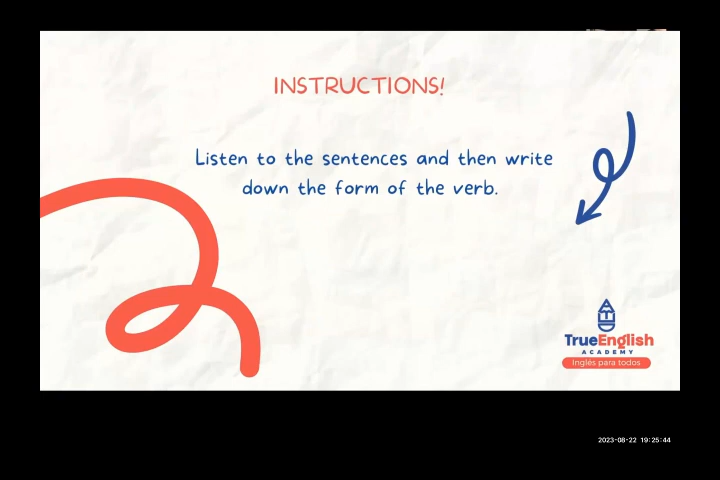 INSTRUCTIONS!
Listen to the sentences and then write
down the form of the verb.
TrueEnglish
ACADEMY
Inglés para todos
2023-08-22 19:25:44